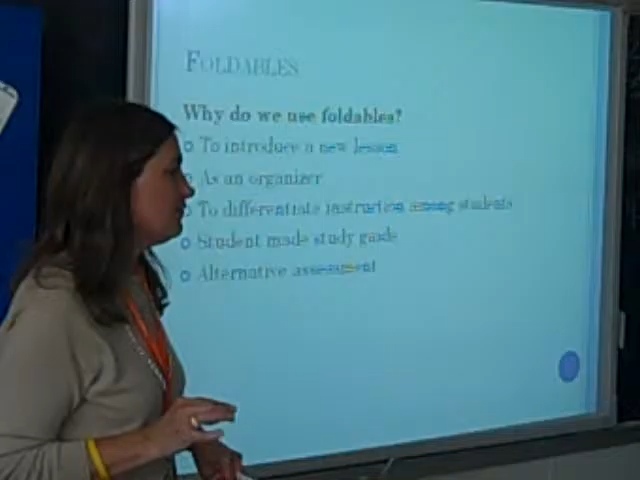 FOLDABLES
Why do we use foldables?
To introduce a new lesson
As an organizer
To differentiate instruction among students
Student made study guide
Alternative assessment